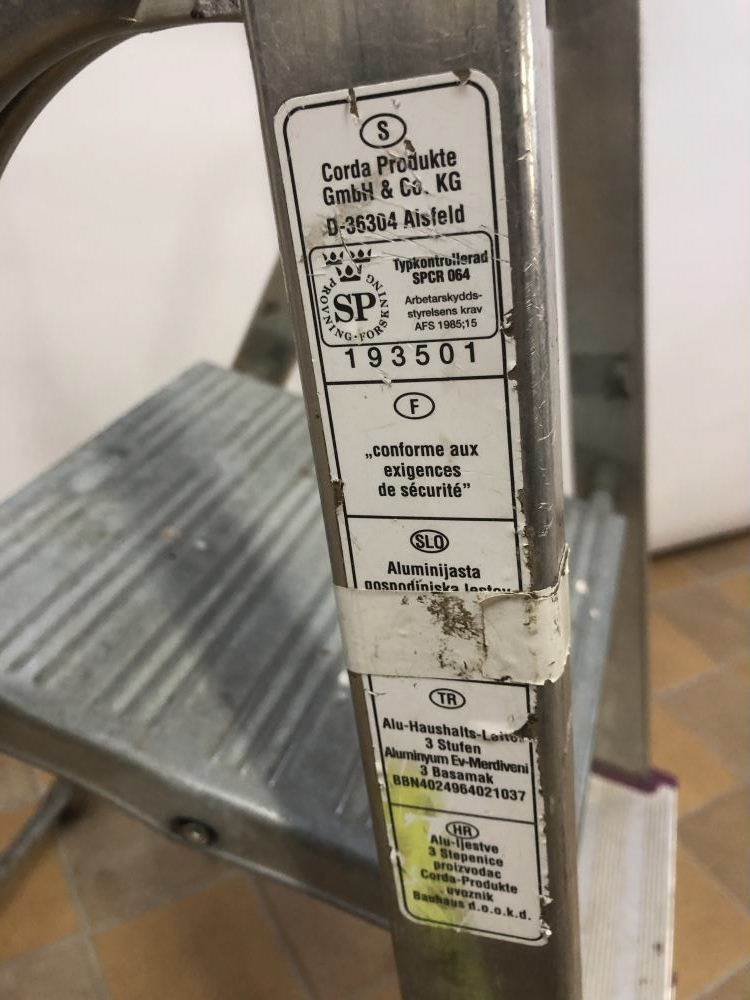 S
Corda Produkte
GmbH & Co. KG
D-36304 Aisfeld
PROVNING·FORSKNING
SP
Typkontrollerad
SPCR 064
Arbetarskydds-
styrelsens krav
AFS 1985;15
193501
F
„conforme aux
exigences
de sécurité”
SLO
Aluminijasta
gospodinjska
TR
Alu-Haushalts-Leiter
3 Stufen
Aluminyum Ev-Merdiveni
3 Basamak
BBN4024964021037
HR
Alu-ljestve
3 Stepenice
proizvodac
Corda-Produkte
uvoznik
Bauhaus d.o.o.k.d.